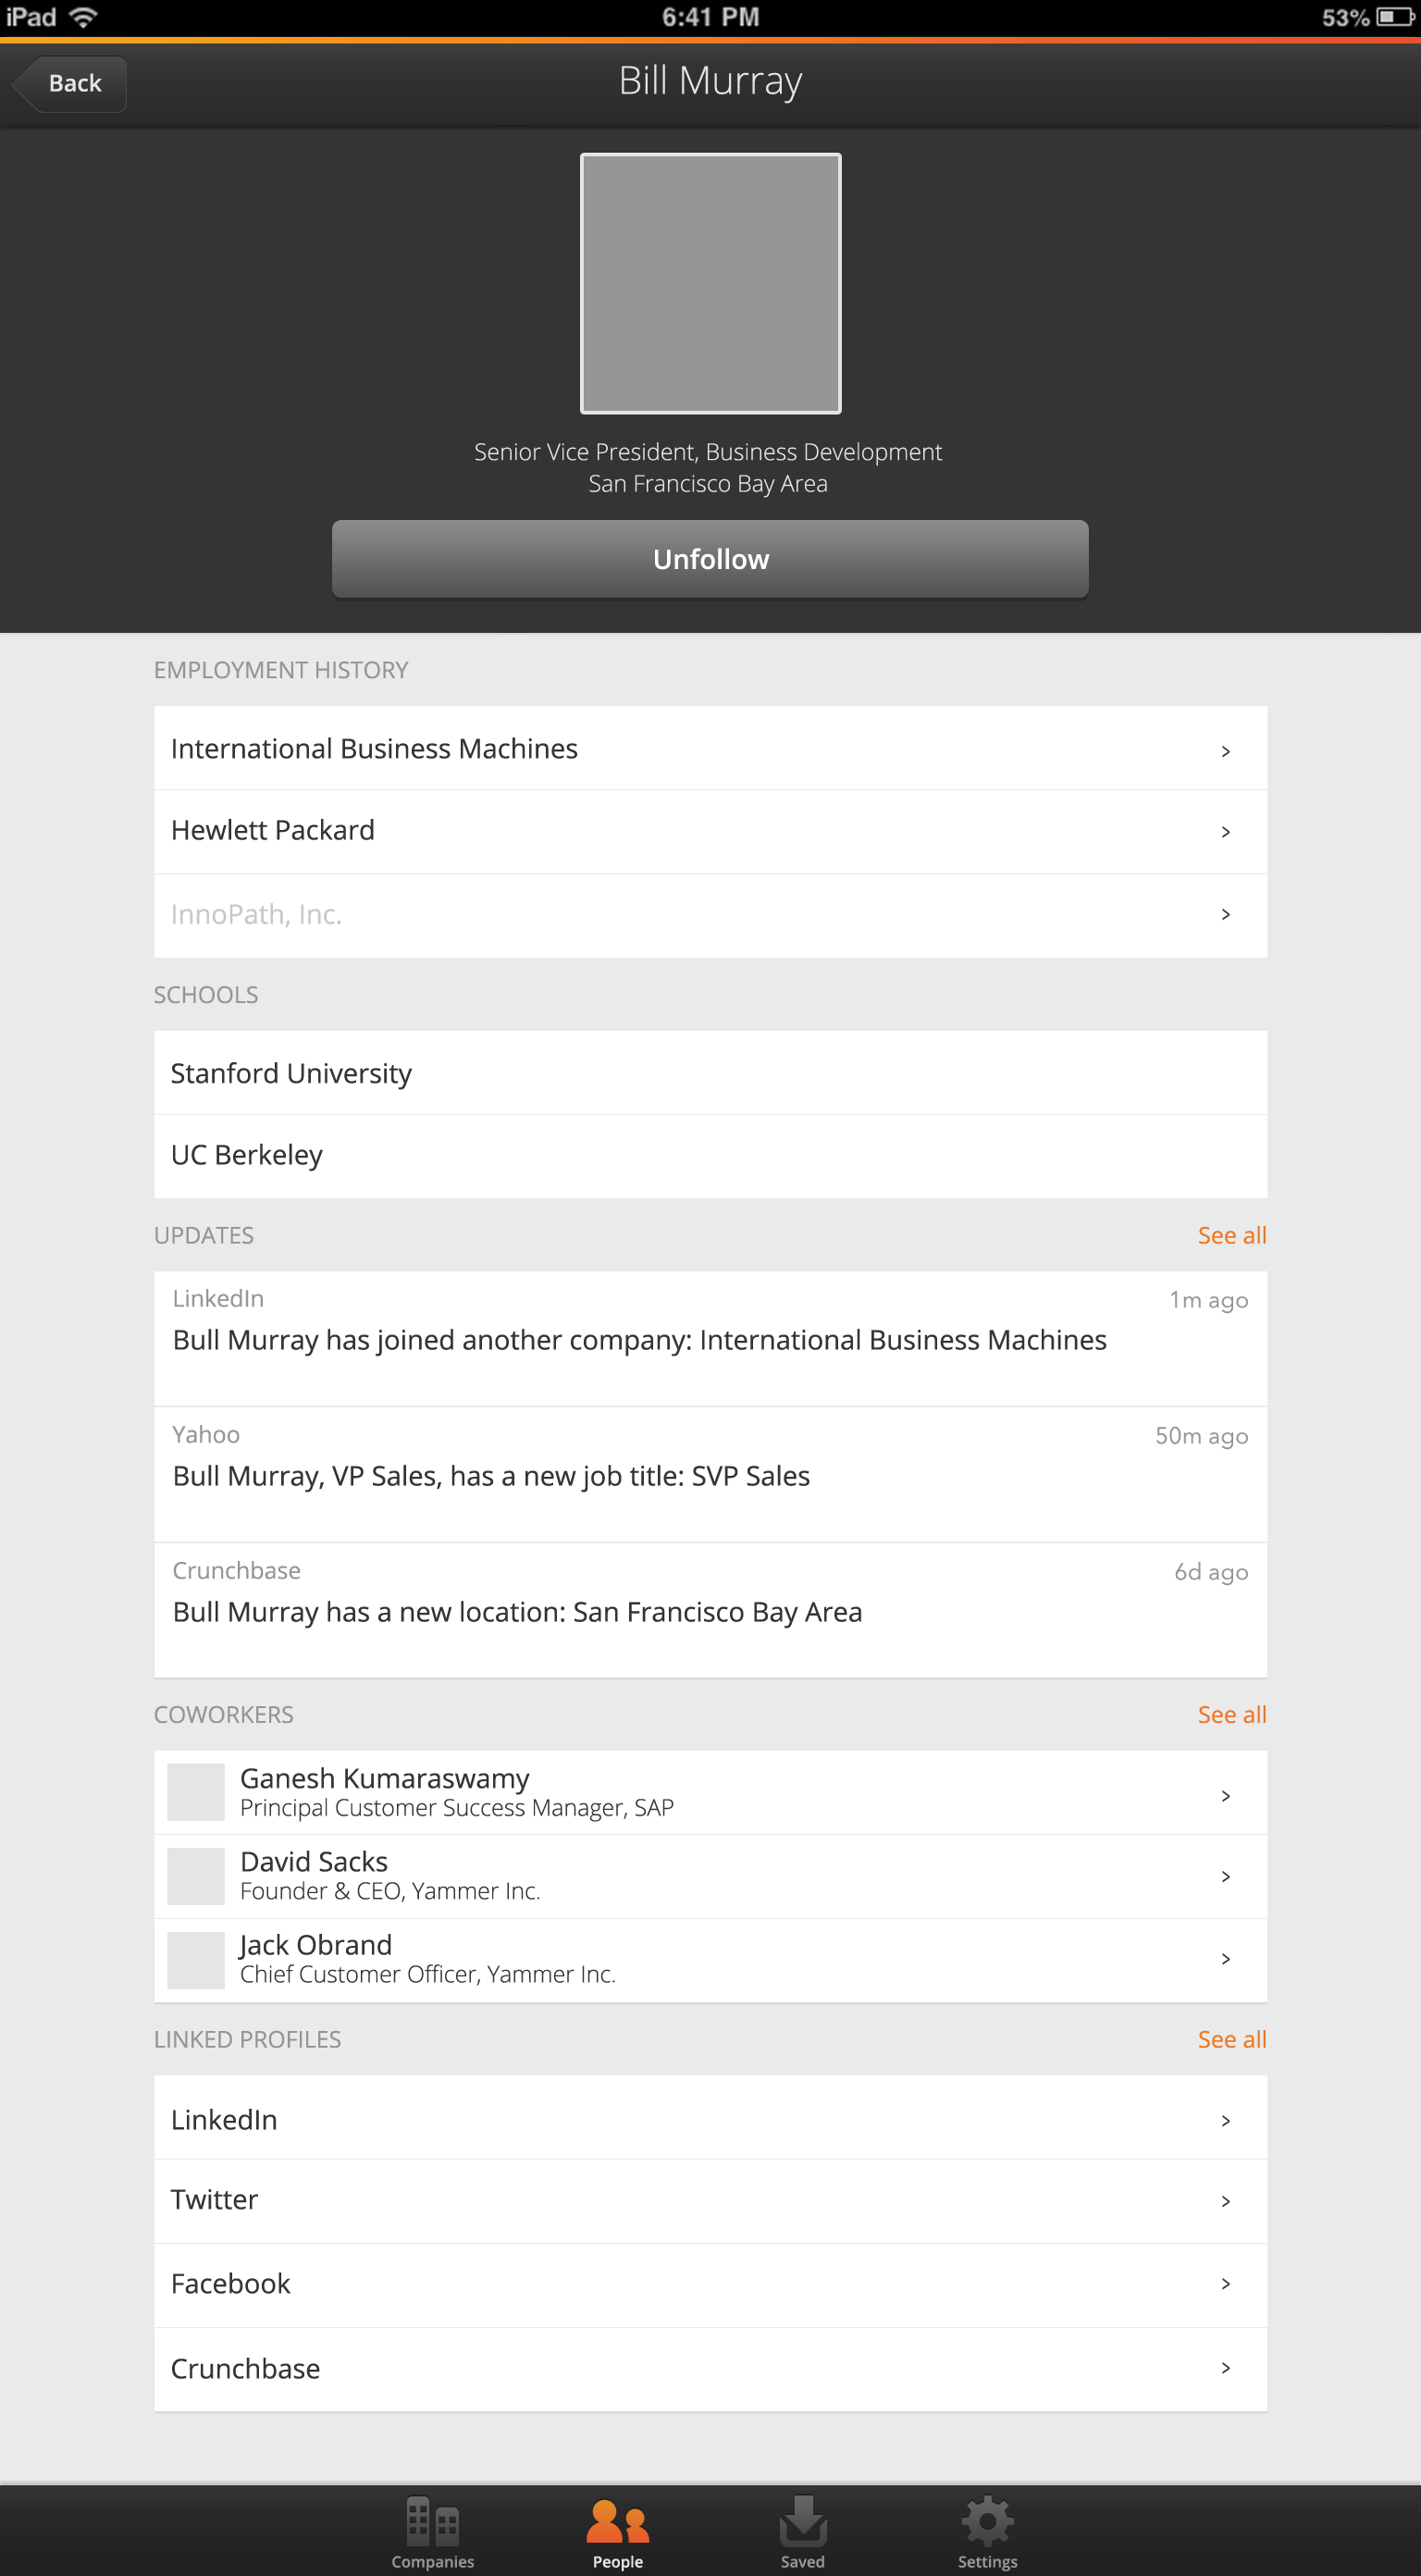 iPad 6:41 PM 53%
Back Bill Murray
Senior Vice President, Business Development
San Francisco Bay Area
Unfollow
EMPLOYMENT HISTORY
International Business Machines >
Hewlett Packard >
InnoPath, Inc. >
SCHOOLS
Stanford University
UC Berkeley
UPDATES See all
LinkedIn 1m ago
Bull Murray has joined another company: International Business Machines
Yahoo 50m ago
Bull Murray, VP Sales, has a new job title: SVP Sales
Crunchbase 6d ago
Bull Murray has a new location: San Francisco Bay Area
COWORKERS See all
Ganesh Kumaraswamy
Principal Customer Success Manager, SAP >
David Sacks
Founder & CEO, Yammer Inc. >
Jack Obrand
Chief Customer Officer, Yammer Inc. >
LINKED PROFILES See all
LinkedIn >
Twitter >
Facebook >
Crunchbase >
Companies People Saved Settings